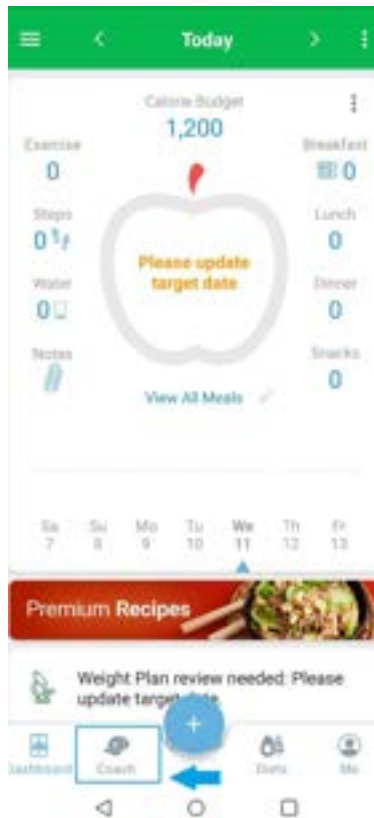 Today
Calorie Budget
1,200
Exercise
0
Breakfast
0
Steps
0
Lunch
0
Please update
target date
Water
0
Dinner
0
Notes
Snacks
0
View All Meals
Sa Su Mo Tu We Th Fr
7 8 9 10 11 12 13
Premium Recipes
Weight Plan review needed: Please
update target date
Dashboard
Coach
Diets
Me